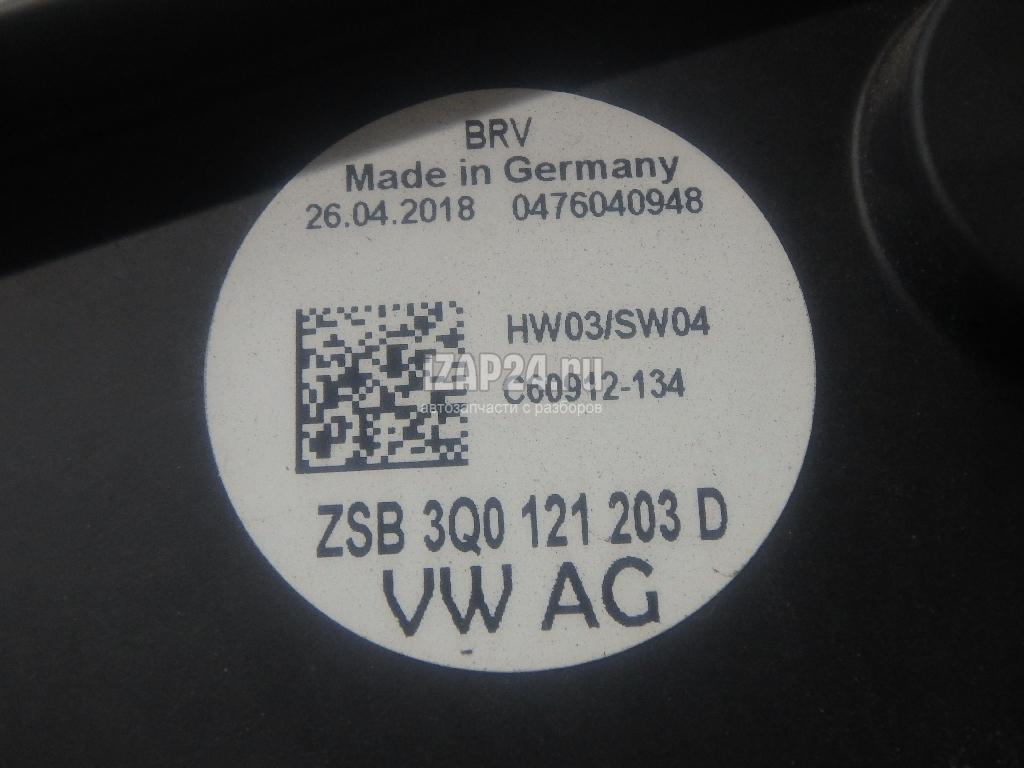 BRV
Made in Germany
26.04.2018 0476040948
HW03/SW04
IZAP24.ru
C60912-134
автозапчасти с разборов
ZSB 3Q0 121 203 D
VW AG